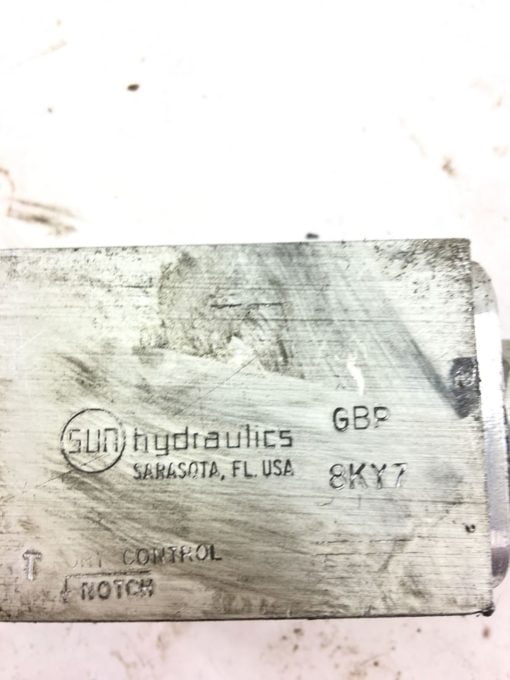 SUN hydraulics
SARASOTA, FL. USA
GBP
8KY7
T CONTROL
NOTCH